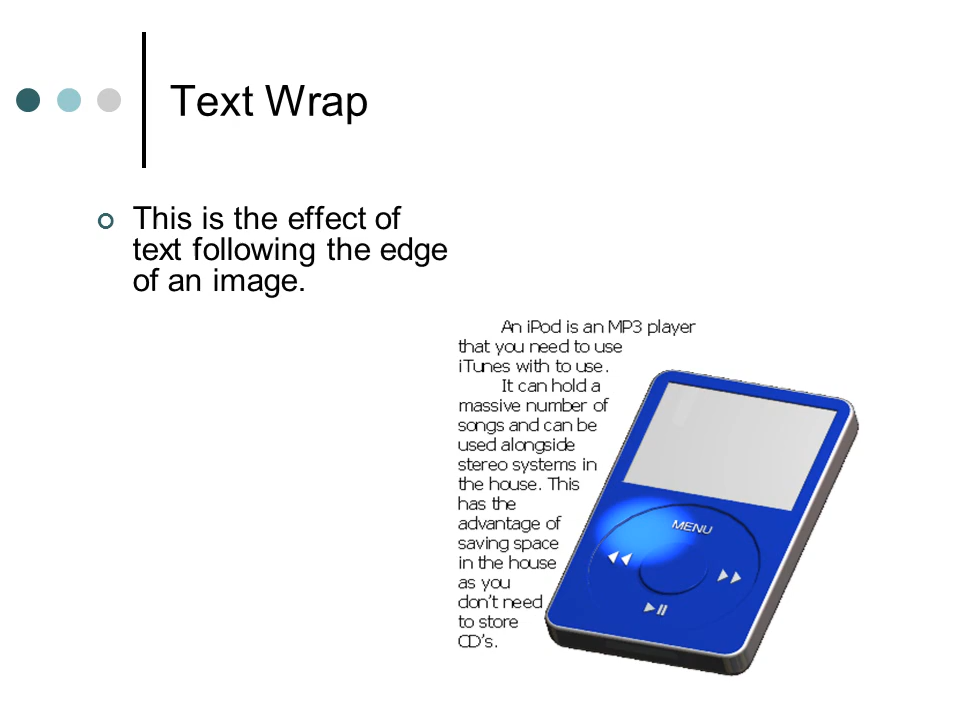 Text Wrap
This is the effect of
text following the edge
of an image.
An iPod is an MP3 player
that you need to use
iTunes with to use.
It can hold a
massive number of
songs and can be
used alongside
stereo systems in
the house. This
has the
advantage of
saving space
in the house
as you
don't need
to store
CD's.
MENU